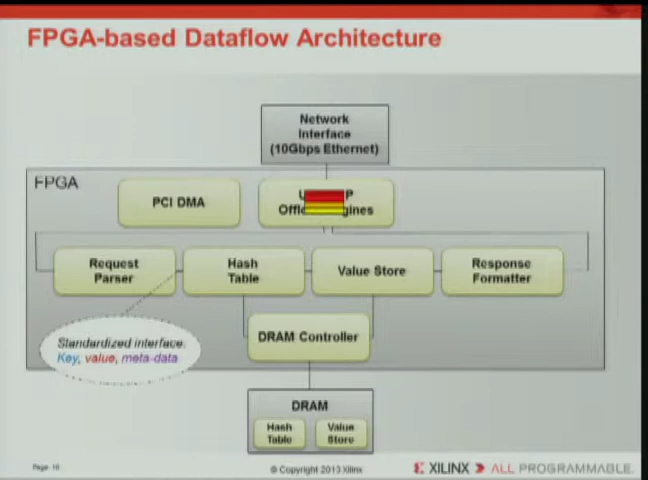 FPGA-based Dataflow Architecture
Network
Interface
(10Gbps Ethernet)
FPGA
PCI DMA
Request
Parser
Hash
Table
Value Store
Response
Formatter
Standardized interface:
Key, value, meta-data
DRAM Controller
DRAM
Hash
Table
Value
Store
© Copyright 2013 Xilinx
XILINX
ALL PROGRAMMABLE.